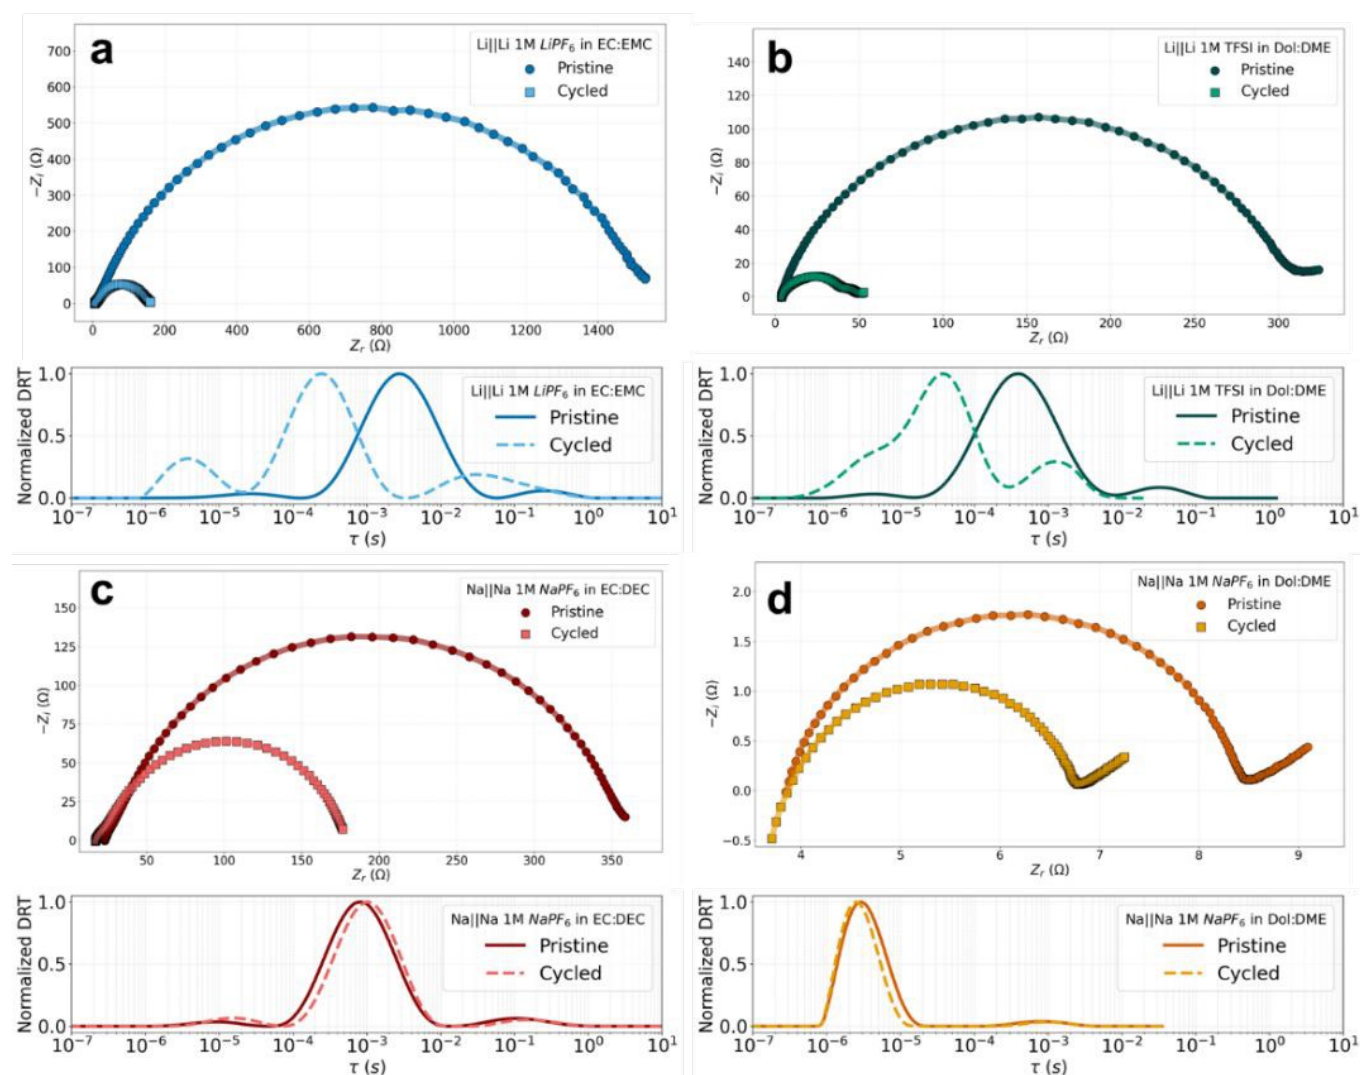 a
Li||Li 1M LiPF₆ in EC:EMC
Pristine
Cycled
700
600
500
400
300
200
100
0
−Zᵢ (Ω)
0 200 400 600 800 1000 1200 1400
Zᵣ (Ω)
b
Li||Li 1M TFSI in Dol:DME
Pristine
Cycled
140
120
100
80
60
40
20
0
−Zᵢ (Ω)
0 50 100 150 200 250 300
Zᵣ (Ω)
Normalized DRT
1.0
0.5
0.0
Li||Li 1M LiPF₆ in EC:EMC
Pristine
Cycled
10⁻⁷ 10⁻⁶ 10⁻⁵ 10⁻⁴ 10⁻³ 10⁻² 10⁻¹ 10⁰ 10¹
τ (s)
Normalized DRT
1.0
0.5
0.0
Li||Li 1M TFSI in Dol:DME
Pristine
Cycled
10⁻⁷ 10⁻⁶ 10⁻⁵ 10⁻⁴ 10⁻³ 10⁻² 10⁻¹ 10⁰ 10¹
τ (s)
c
Na||Na 1M NaPF₆ in EC:DEC
Pristine
Cycled
150
125
100
75
50
25
0
−Zᵢ (Ω)
50 100 150 200 250 300 350
Zᵣ (Ω)
d
Na||Na 1M NaPF₆ in Dol:DME
Pristine
Cycled
2.0
1.5
1.0
0.5
0.0
−0.5
−Zᵢ (Ω)
4 5 6 7 8 9
Zᵣ (Ω)
Normalized DRT
1.0
0.5
0.0
Na||Na 1M NaPF₆ in EC:DEC
Pristine
Cycled
10⁻⁷ 10⁻⁶ 10⁻⁵ 10⁻⁴ 10⁻³ 10⁻² 10⁻¹ 10⁰ 10¹
τ (s)
Normalized DRT
1.0
0.5
0.0
Na||Na 1M NaPF₆ in Dol:DME
Pristine
Cycled
10⁻⁷ 10⁻⁶ 10⁻⁵ 10⁻⁴ 10⁻³ 10⁻² 10⁻¹ 10⁰ 10¹
τ (s)